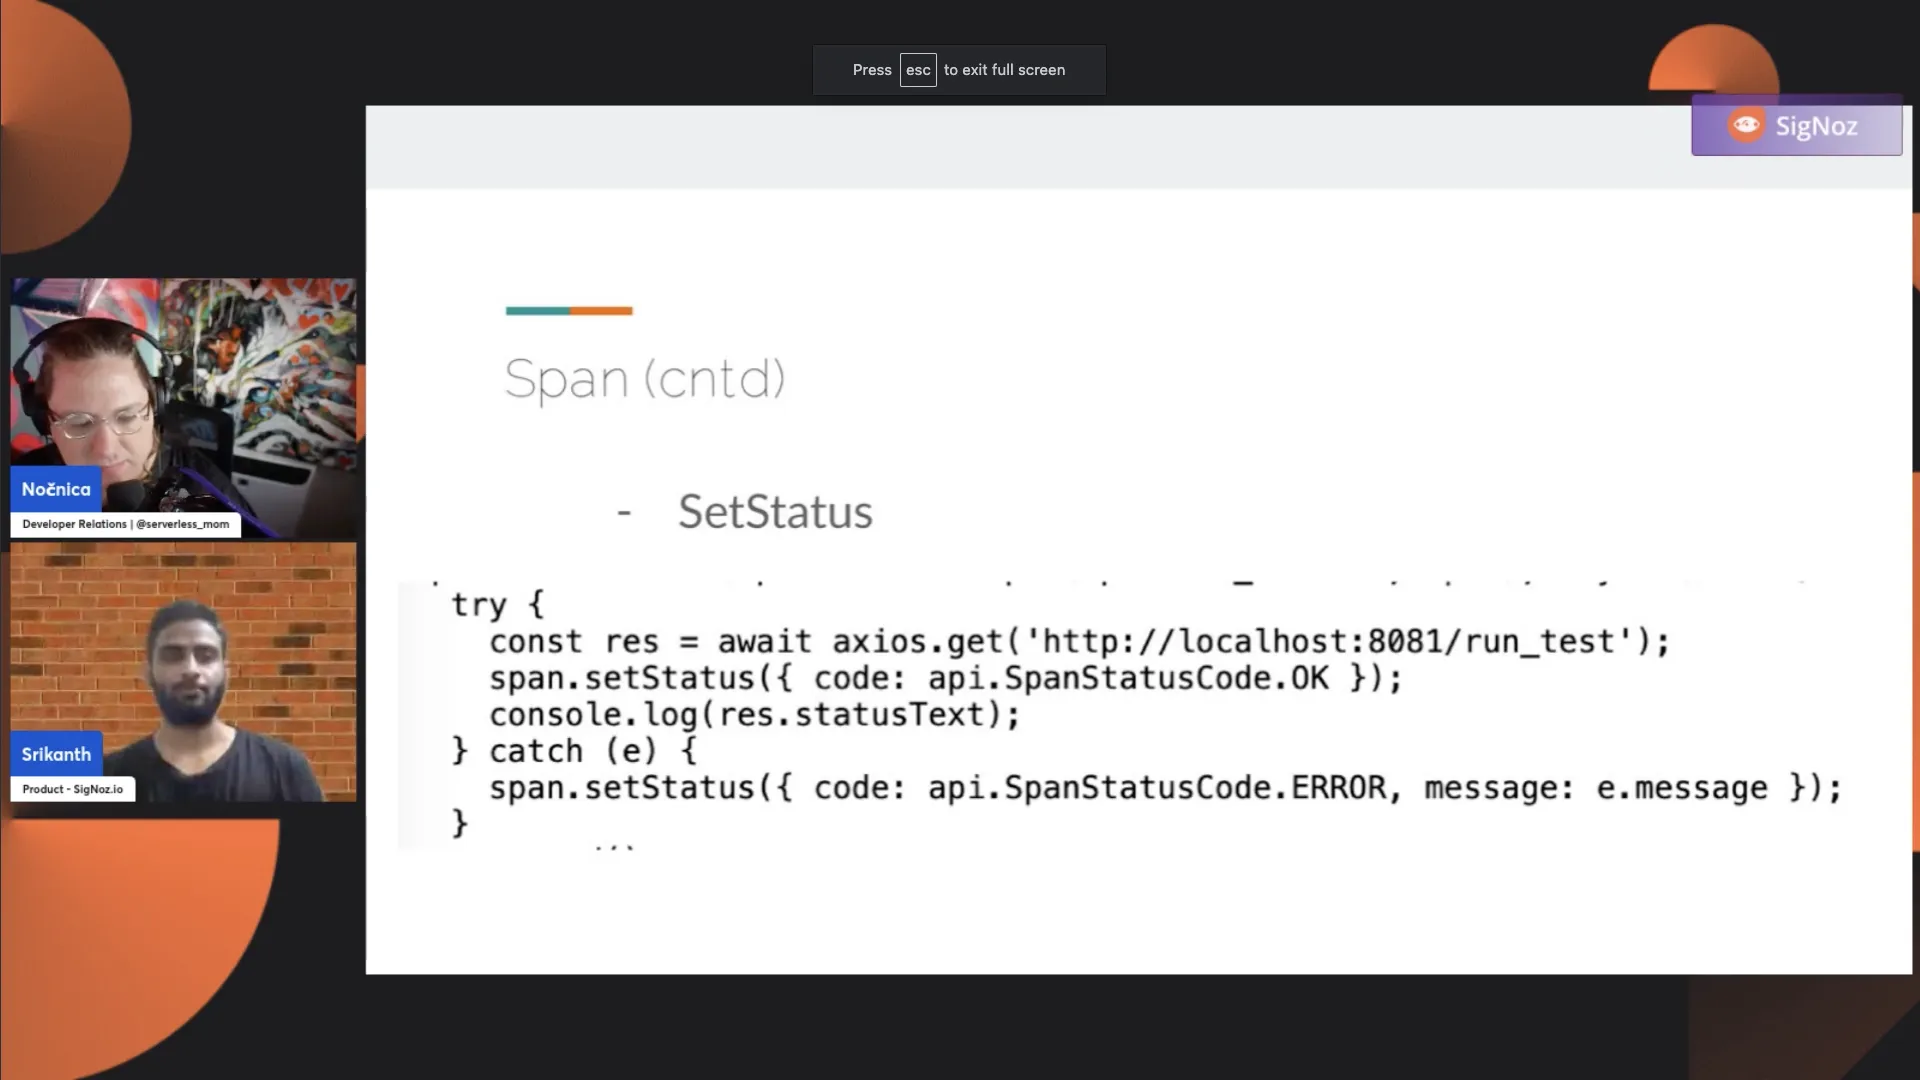 Press esc to exit full screen
SigNoz
Span (cntd)
- SetStatus
try {
const res = await axios.get('http://localhost:8081/run_test');
span.setStatus({ code: api.SpanStatusCode.OK });
console.log(res.statusText);
} catch (e) {
span.setStatus({ code: api.SpanStatusCode.ERROR, message: e.message });
}
Nočnica
Developer Relations | @serverless_mom
Srikanth
Product - SigNoz.io